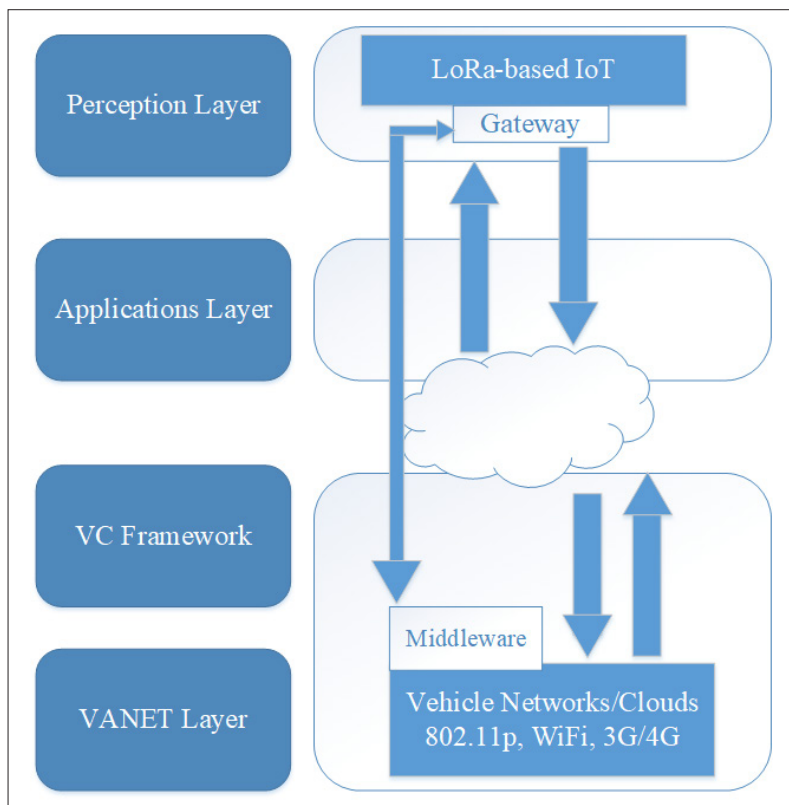 Perception Layer
LoRa-based IoT
Gateway
Applications Layer
VC Framework
Middleware
VANET Layer
Vehicle Networks/Clouds
802.11p, WiFi, 3G/4G